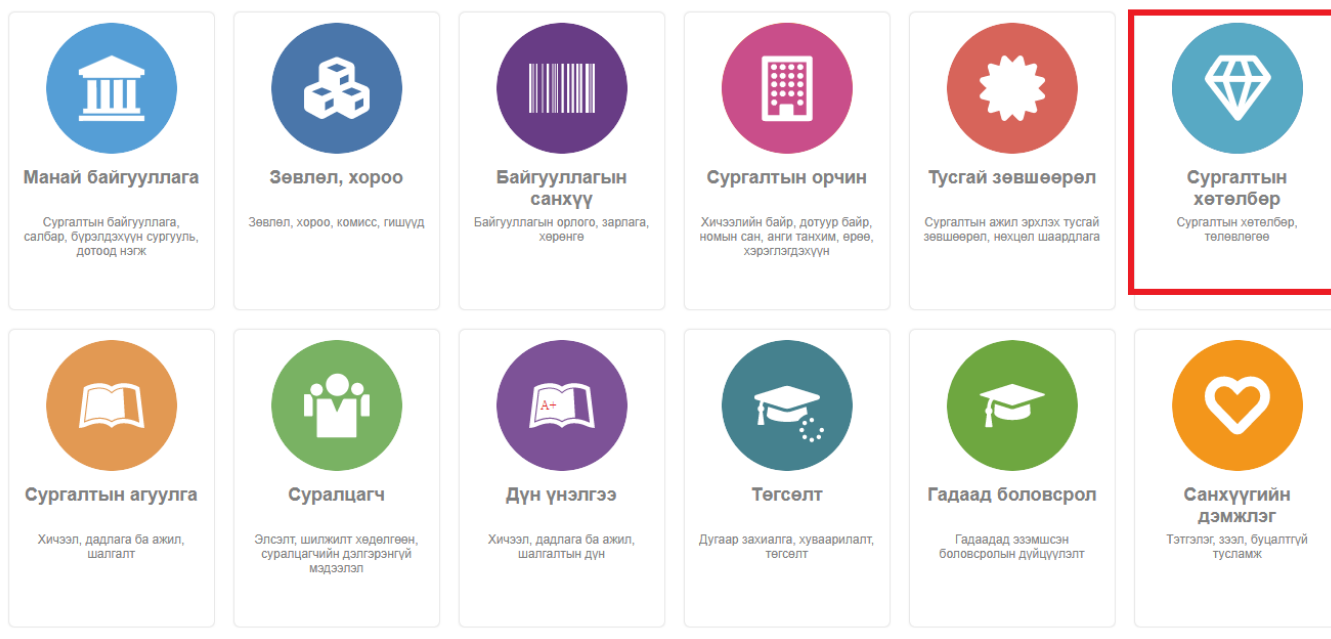 Манай байгууллага
Сургалтын байгууллага,
салбар, бүрэлдэхүүн сургууль,
дотоод нэгж
Зөвлөл, хороо
Зөвлөл, хороо, комисс, гишүүд
Байгууллагын
санхүү
Байгууллагын орлого, зарлага,
хөрөнгө
Сургалтын орчин
Хичээлийн байр, дотуур байр,
номын сан, анги танхим, өрөө,
хэрэглэгдэхүүн
Тусгай зөвшөөрөл
Сургалтын ажил эрхлэх тусгай
зөвшөөрөл, нөхцөл шаардлага
Сургалтын
хөтөлбөр
Сургалтын хөтөлбөр,
төлөвлөгөө
Сургалтын агуулга
Хичээл, дадлага ба ажил,
шалгалт
Суралцагч
Элсэлт, шилжилт хөдөлгөөн,
суралцагчийн дэлгэрэнгүй
мэдээлэл
A+
Дүн үнэлгээ
Хичээл, дадлага ба ажил,
шалгалтын дүн
Төгсөлт
Дугаар захиалга, хуваарилалт,
төгсөлт
Гадаад боловсрол
Гадаадад эзэмшсэн
боловсролын дүйцүүлэлт
Санхүүгийн
дэмжлэг
Тэтгэлэг, зээл, буцалтгүй
тусламж